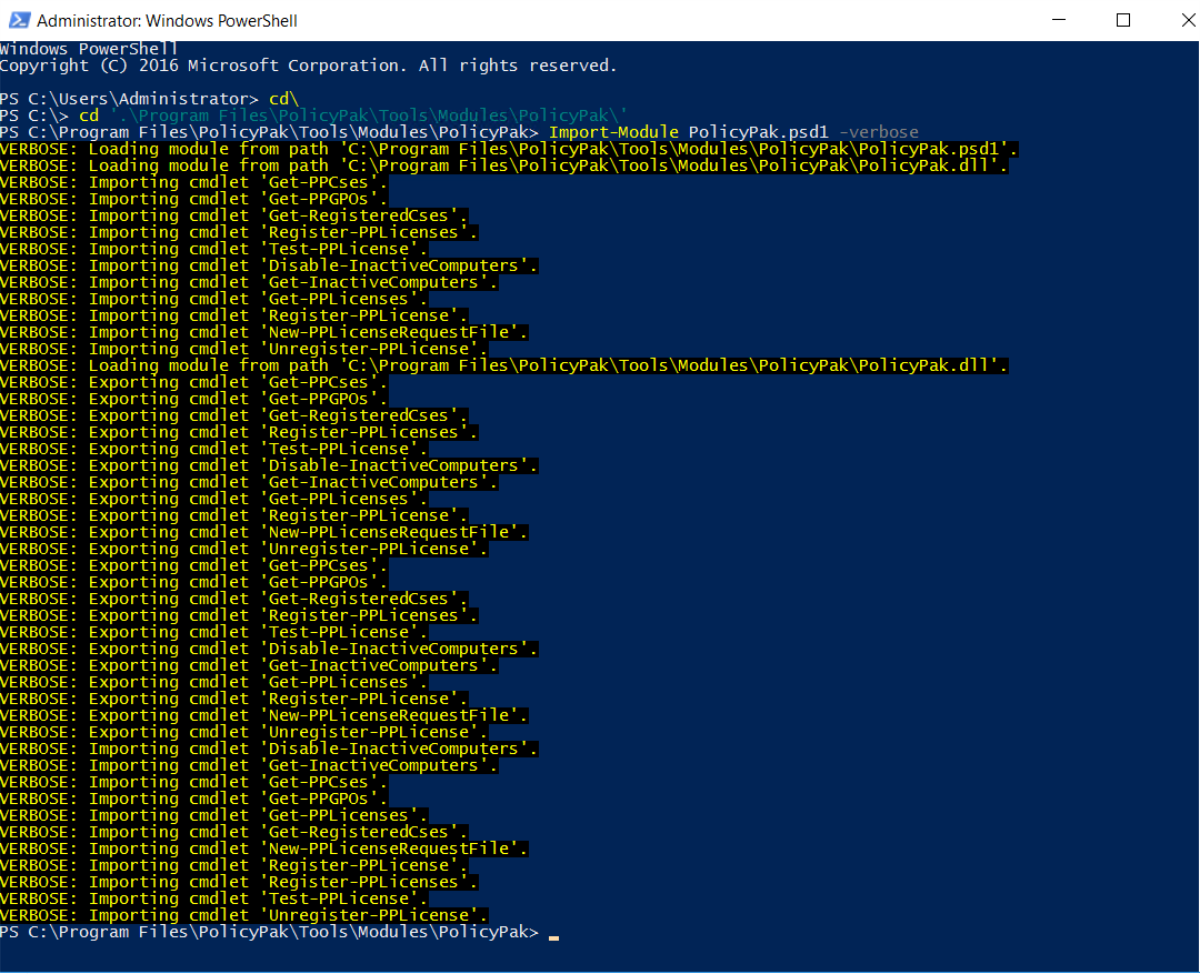 Administrator: Windows PowerShell
Windows PowerShell
Copyright (C) 2016 Microsoft Corporation. All rights reserved.
PS C:\Users\Administrator> cd\
PS C:\> cd '.\Program Files\PolicyPak\Tools\Modules\PolicyPak\'
PS C:\Program Files\PolicyPak\Tools\Modules\PolicyPak> Import-Module PolicyPak.psd1 -verbose
VERBOSE: Loading module from path 'C:\Program Files\PolicyPak\Tools\Modules\PolicyPak\PolicyPak.psd1'.
VERBOSE: Loading module from path 'C:\Program Files\PolicyPak\Tools\Modules\PolicyPak\PolicyPak.dll'.
VERBOSE: Importing cmdlet 'Get-PPCses'.
VERBOSE: Importing cmdlet 'Get-PPGPOs'.
VERBOSE: Importing cmdlet 'Get-RegisteredCses'.
VERBOSE: Importing cmdlet 'Register-PPLicenses'.
VERBOSE: Importing cmdlet 'Test-PPLicense'.
VERBOSE: Importing cmdlet 'Disable-InactiveComputers'.
VERBOSE: Importing cmdlet 'Get-InactiveComputers'.
VERBOSE: Importing cmdlet 'Get-PPLicenses'.
VERBOSE: Importing cmdlet 'Register-PPLicense'.
VERBOSE: Importing cmdlet 'New-PPLicenseRequestFile'.
VERBOSE: Importing cmdlet 'Unregister-PPLicense'.
VERBOSE: Loading module from path 'C:\Program Files\PolicyPak\Tools\Modules\PolicyPak\PolicyPak.dll'.
VERBOSE: Exporting cmdlet 'Get-PPCses'.
VERBOSE: Exporting cmdlet 'Get-PPGPOs'.
VERBOSE: Exporting cmdlet 'Get-RegisteredCses'.
VERBOSE: Exporting cmdlet 'Register-PPLicenses'.
VERBOSE: Exporting cmdlet 'Test-PPLicense'.
VERBOSE: Exporting cmdlet 'Disable-InactiveComputers'.
VERBOSE: Exporting cmdlet 'Get-InactiveComputers'.
VERBOSE: Exporting cmdlet 'Get-PPLicenses'.
VERBOSE: Exporting cmdlet 'Register-PPLicense'.
VERBOSE: Exporting cmdlet 'New-PPLicenseRequestFile'.
VERBOSE: Exporting cmdlet 'Unregister-PPLicense'.
VERBOSE: Exporting cmdlet 'Get-PPCses'.
VERBOSE: Exporting cmdlet 'Get-PPGPOs'.
VERBOSE: Exporting cmdlet 'Get-RegisteredCses'.
VERBOSE: Exporting cmdlet 'Register-PPLicenses'.
VERBOSE: Exporting cmdlet 'Test-PPLicense'.
VERBOSE: Exporting cmdlet 'Disable-InactiveComputers'.
VERBOSE: Exporting cmdlet 'Get-InactiveComputers'.
VERBOSE: Exporting cmdlet 'Get-PPLicenses'.
VERBOSE: Exporting cmdlet 'Register-PPLicense'.
VERBOSE: Exporting cmdlet 'New-PPLicenseRequestFile'.
VERBOSE: Exporting cmdlet 'Unregister-PPLicense'.
VERBOSE: Importing cmdlet 'Disable-InactiveComputers'.
VERBOSE: Importing cmdlet 'Get-InactiveComputers'.
VERBOSE: Importing cmdlet 'Get-PPCses'.
VERBOSE: Importing cmdlet 'Get-PPGPOs'.
VERBOSE: Importing cmdlet 'Get-PPLicenses'.
VERBOSE: Importing cmdlet 'Get-RegisteredCses'.
VERBOSE: Importing cmdlet 'New-PPLicenseRequestFile'.
VERBOSE: Importing cmdlet 'Register-PPLicense'.
VERBOSE: Importing cmdlet 'Register-PPLicenses'.
VERBOSE: Importing cmdlet 'Test-PPLicense'.
VERBOSE: Importing cmdlet 'Unregister-PPLicense'.
PS C:\Program Files\PolicyPak\Tools\Modules\PolicyPak> _